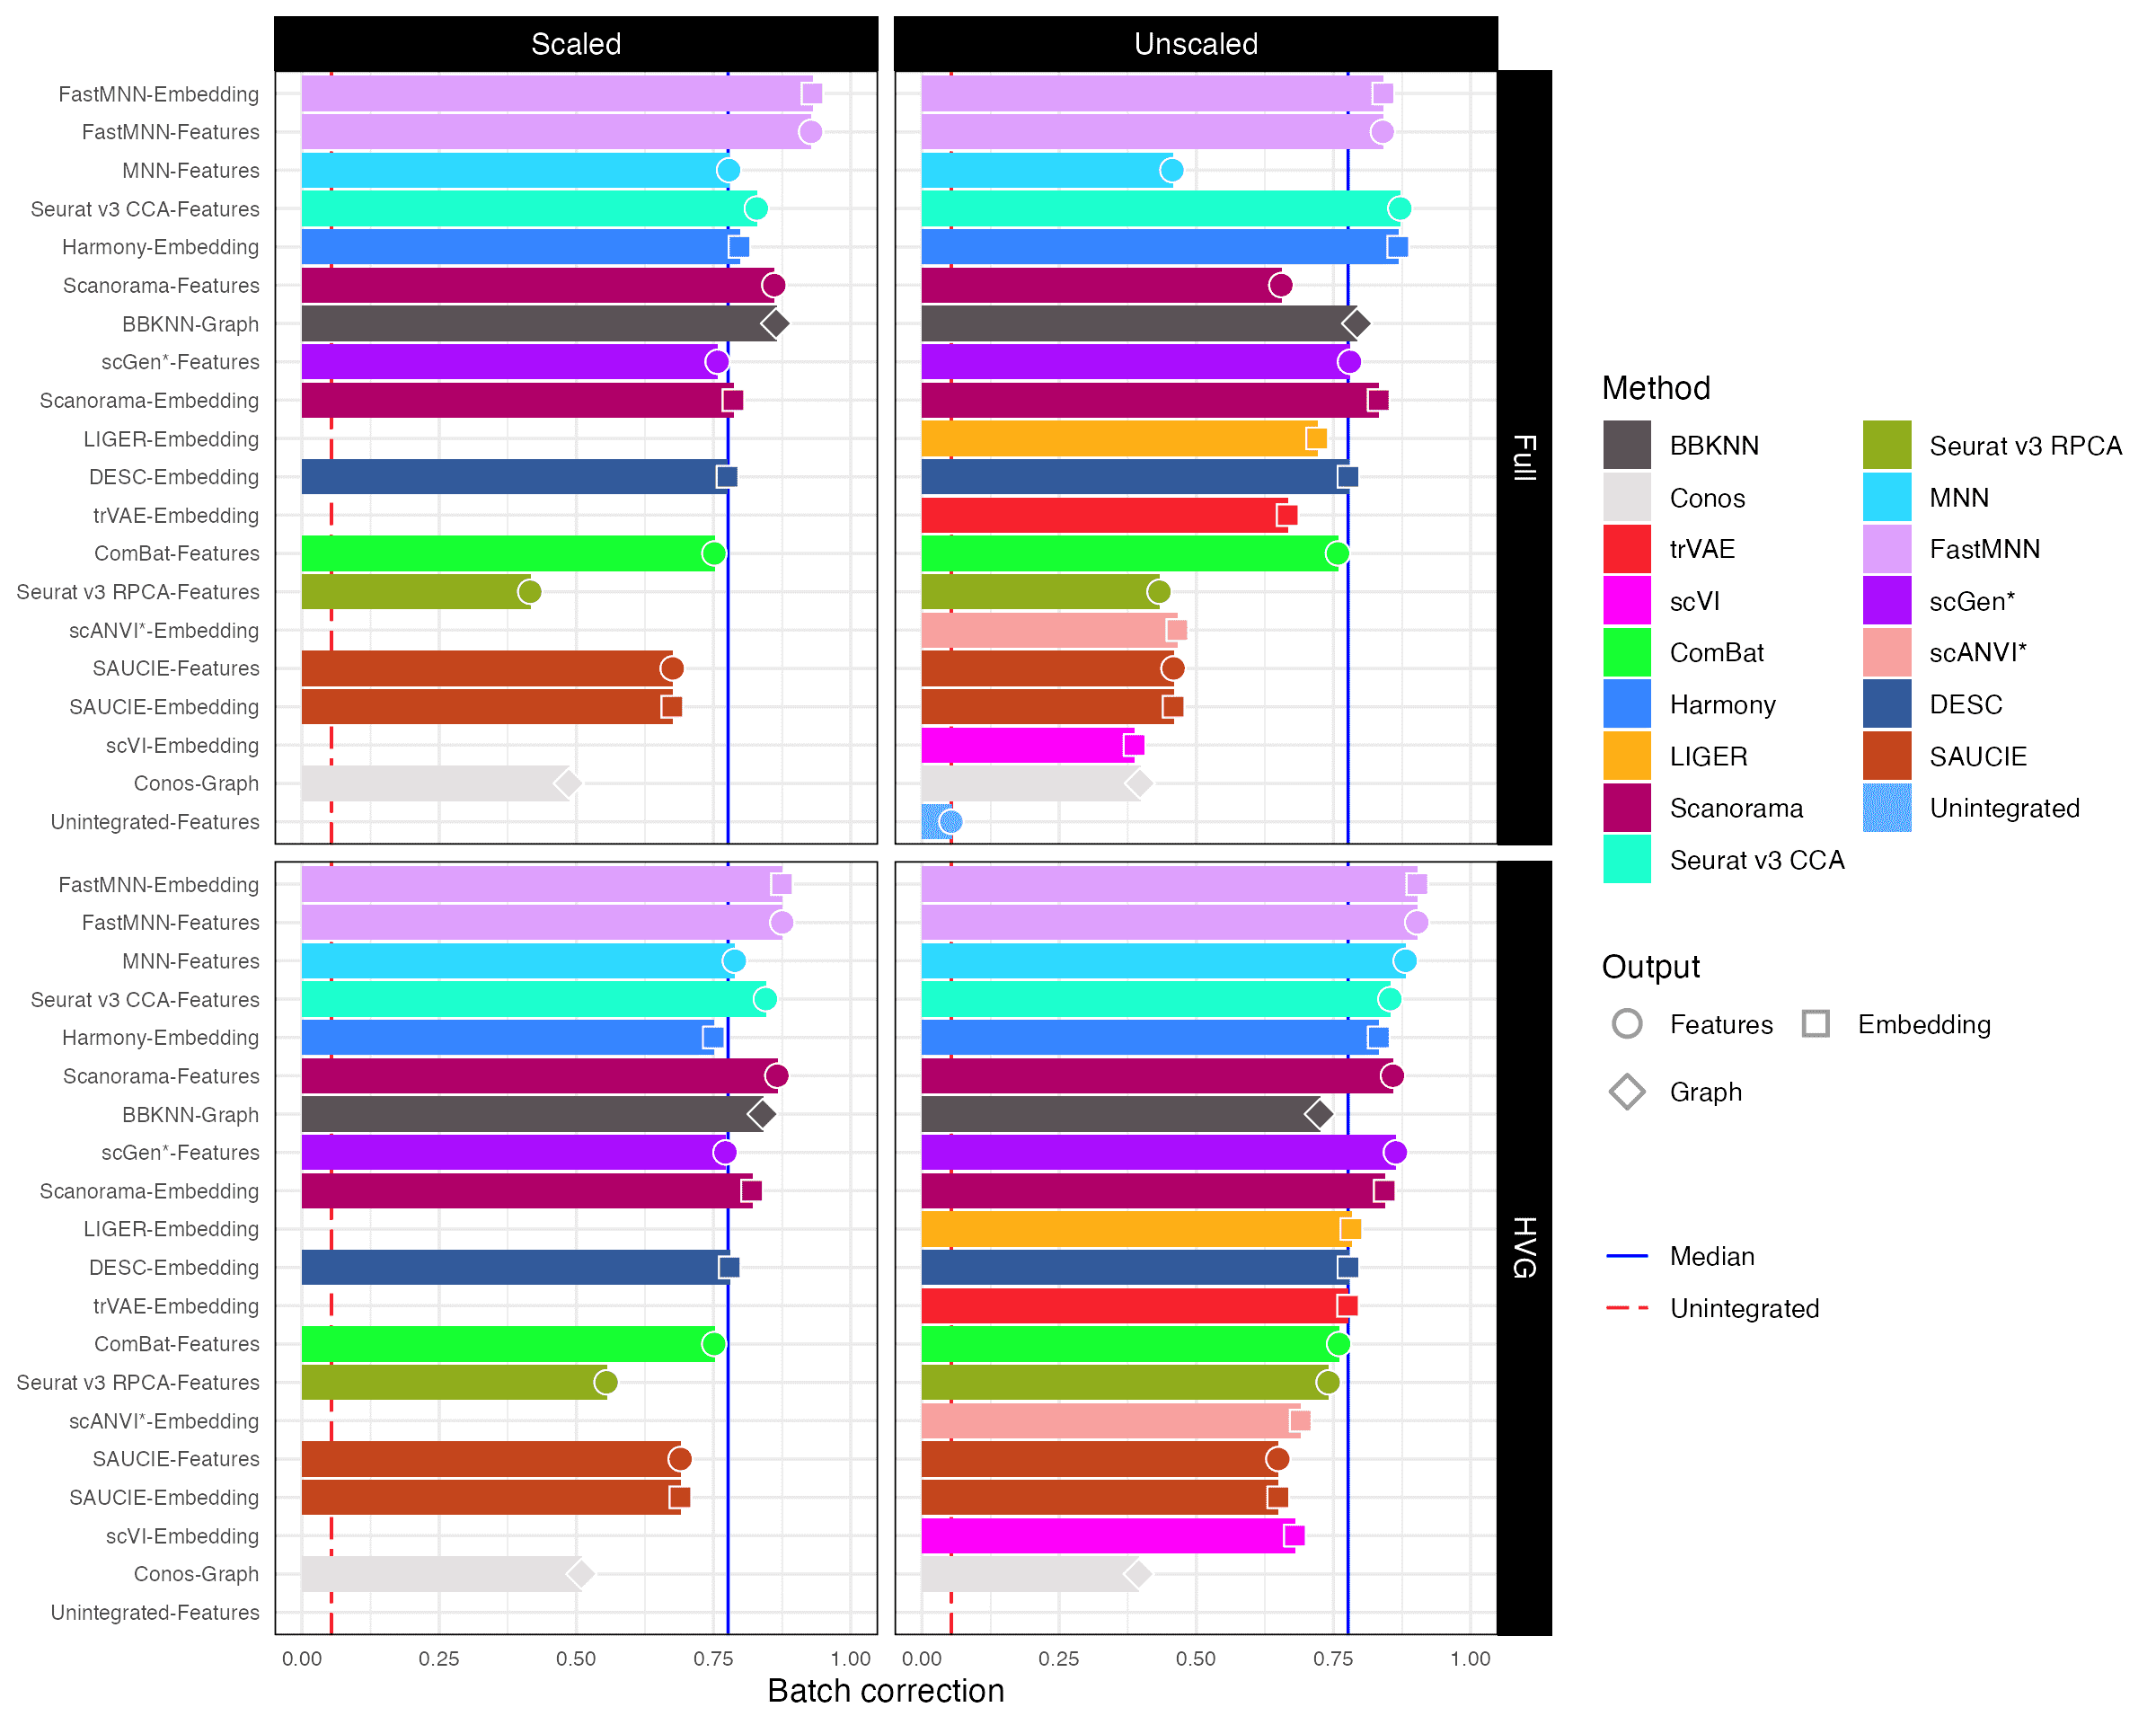 Scaled
Unscaled
FastMNN-Embedding
FastMNN-Features
MNN-Features
Seurat v3 CCA-Features
Harmony-Embedding
Scanorama-Features
BBKNN-Graph
scGen*-Features
Scanorama-Embedding
LIGER-Embedding
DESC-Embedding
trVAE-Embedding
ComBat-Features
Seurat v3 RPCA-Features
scANVI*-Embedding
SAUCIE-Features
SAUCIE-Embedding
scVI-Embedding
Conos-Graph
Unintegrated-Features
Full
FastMNN-Embedding
FastMNN-Features
MNN-Features
Seurat v3 CCA-Features
Harmony-Embedding
Scanorama-Features
BBKNN-Graph
scGen*-Features
Scanorama-Embedding
LIGER-Embedding
DESC-Embedding
trVAE-Embedding
ComBat-Features
Seurat v3 RPCA-Features
scANVI*-Embedding
SAUCIE-Features
SAUCIE-Embedding
scVI-Embedding
Conos-Graph
Unintegrated-Features
HVG
0.00 0.25 0.50 0.75 1.00
0.00 0.25 0.50 0.75 1.00
Batch correction
Method
BBKNN
Conos
trVAE
scVI
ComBat
Harmony
LIGER
Scanorama
Seurat v3 CCA
Seurat v3 RPCA
MNN
FastMNN
scGen*
scANVI*
DESC
SAUCIE
Unintegrated
Output
Features
Embedding
Graph
Median
Unintegrated